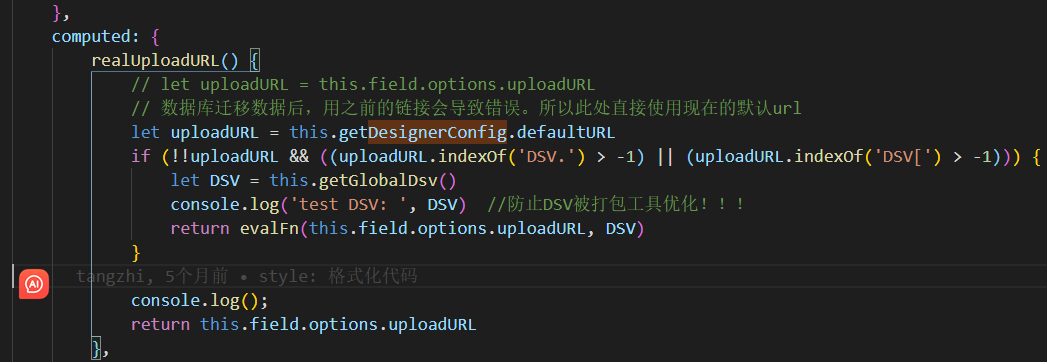 },
computed: {
realUploadURL() {
// let uploadURL = this.field.options.uploadURL
// 数据库迁移数据后，用之前的链接会导致错误。所以此处直接使用现在的默认url
let uploadURL = this.getDesignerConfig.defaultURL
if (!!uploadURL && ((uploadURL.indexOf('DSV.') > -1) || (uploadURL.indexOf('DSV[') > -1))) {
let DSV = this.getGlobalDsv()
console.log('test DSV: ', DSV)  //防止DSV被打包工具优化！！！
return evalFn(this.field.options.uploadURL, DSV)
}
tangzhi, 5个月前 • style: 格式化代码
AI
console.log();
return this.field.options.uploadURL
},